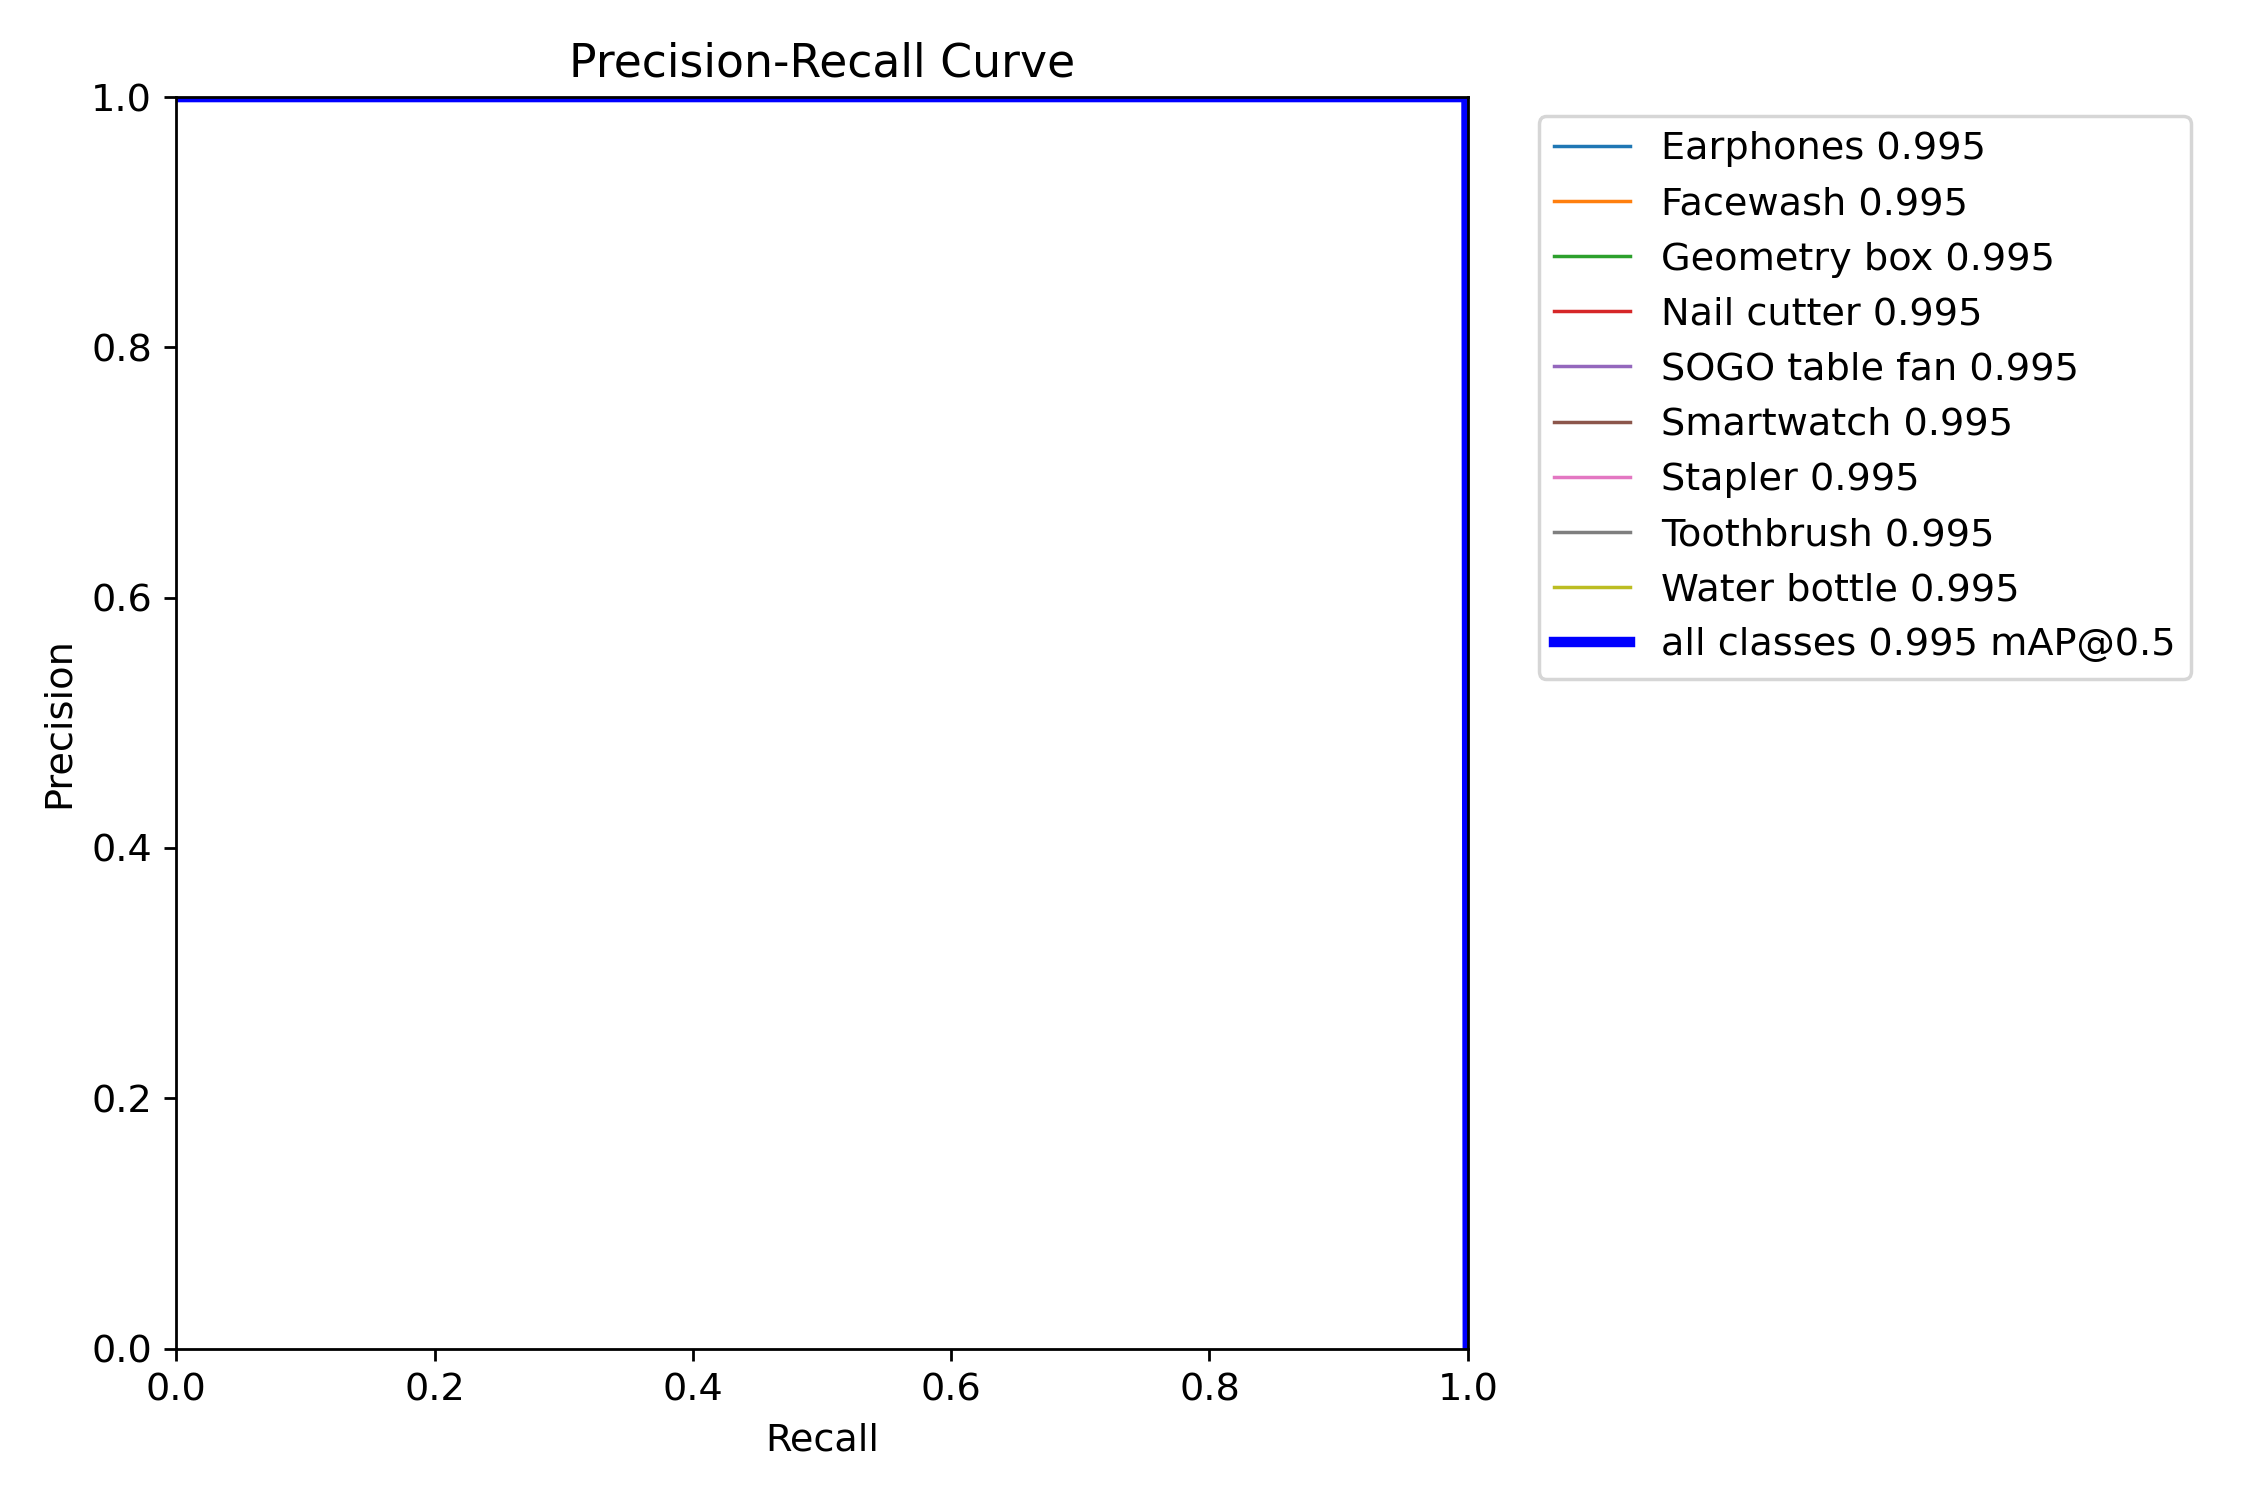 Precision-Recall Curve
1.0
0.8
0.6
0.4
0.2
0.0
Precision
0.0 0.2 0.4 0.6 0.8 1.0
Recall
Earphones 0.995
Facewash 0.995
Geometry box 0.995
Nail cutter 0.995
SOGO table fan 0.995
Smartwatch 0.995
Stapler 0.995
Toothbrush 0.995
Water bottle 0.995
all classes 0.995 mAP@0.5